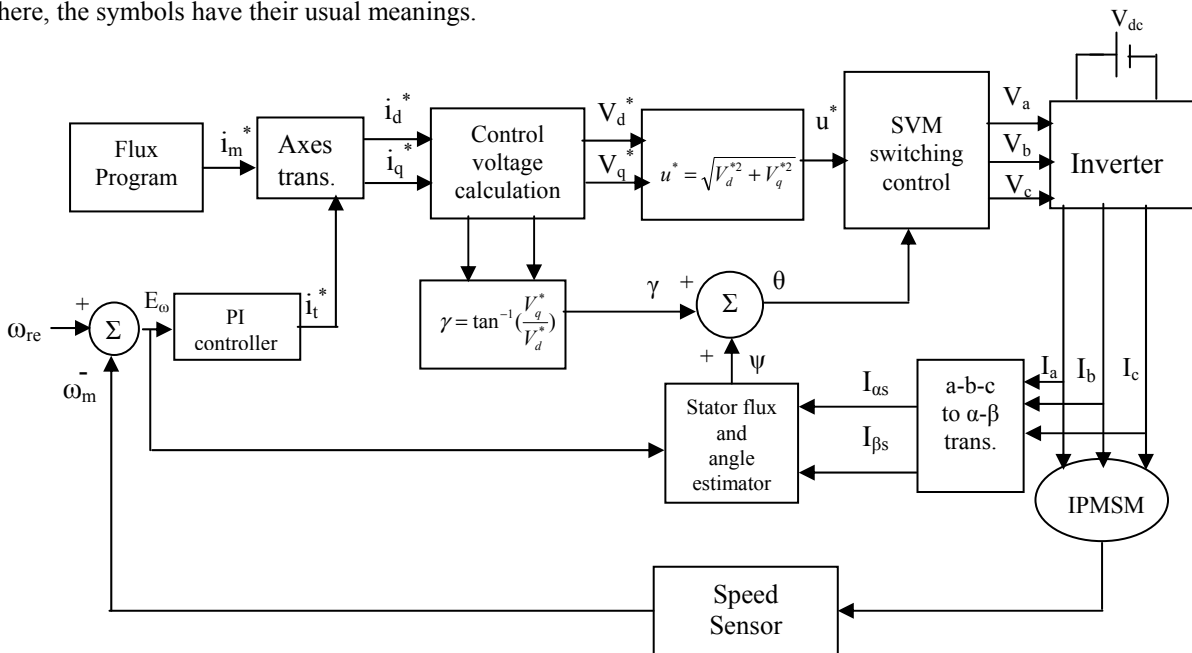 here, the symbols have their usual meanings.
V_dc
Flux
Program
i_m^*
Axes
trans.
i_d^*
i_q^*
Control
voltage
calculation
V_d^*
V_q^*
u^* = \sqrt{V_d^{*2} + V_q^{*2}}
u^*
SVM
switching
control
V_a
V_b
V_c
Inverter
ω_re
+
Σ
-
ω_m
E_ω
PI
controller
i_t^*
γ = tan^{-1}(\frac{V_q^*}{V_d^*})
γ
+
Σ
θ
+
ψ
Stator flux
and
angle
estimator
I_αs
I_βs
a-b-c
to α-β
trans.
I_a
I_b
I_c
IPMSM
Speed
Sensor